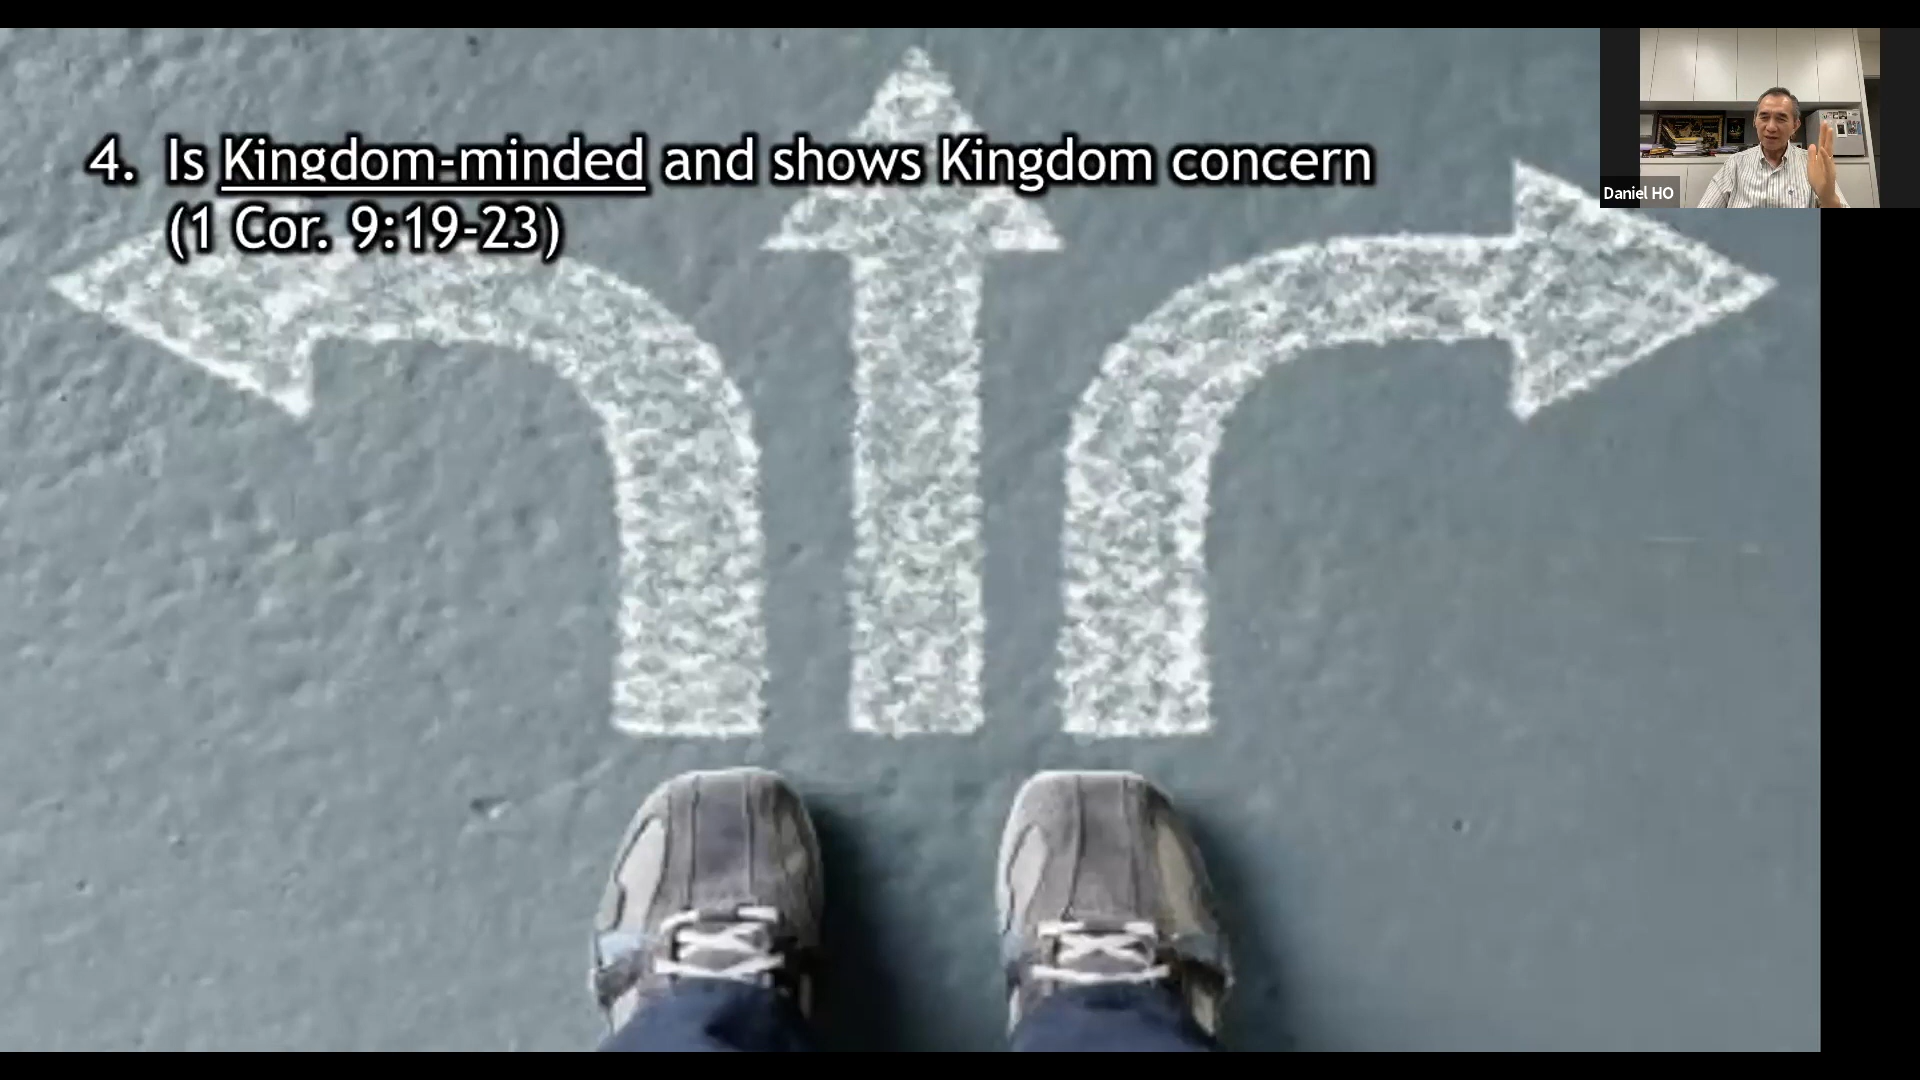 4. Is Kingdom-minded and shows Kingdom concern
(1 Cor. 9:19-23)
Daniel HO